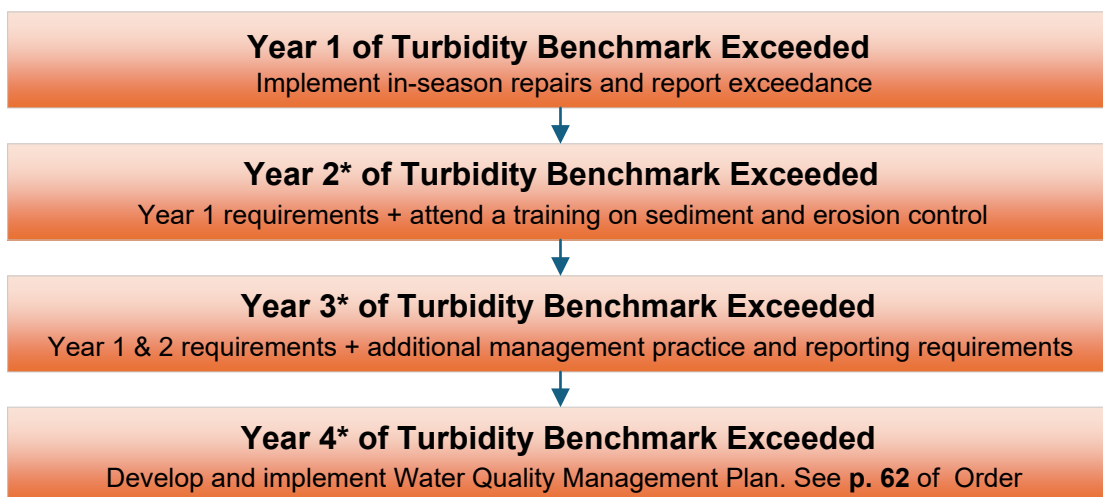 Year 1 of Turbidity Benchmark Exceeded
Implement in-season repairs and report exceedance
Year 2* of Turbidity Benchmark Exceeded
Year 1 requirements + attend a training on sediment and erosion control
Year 3* of Turbidity Benchmark Exceeded
Year 1 & 2 requirements + additional management practice and reporting requirements
Year 4* of Turbidity Benchmark Exceeded
Develop and implement Water Quality Management Plan. See p. 62 of Order